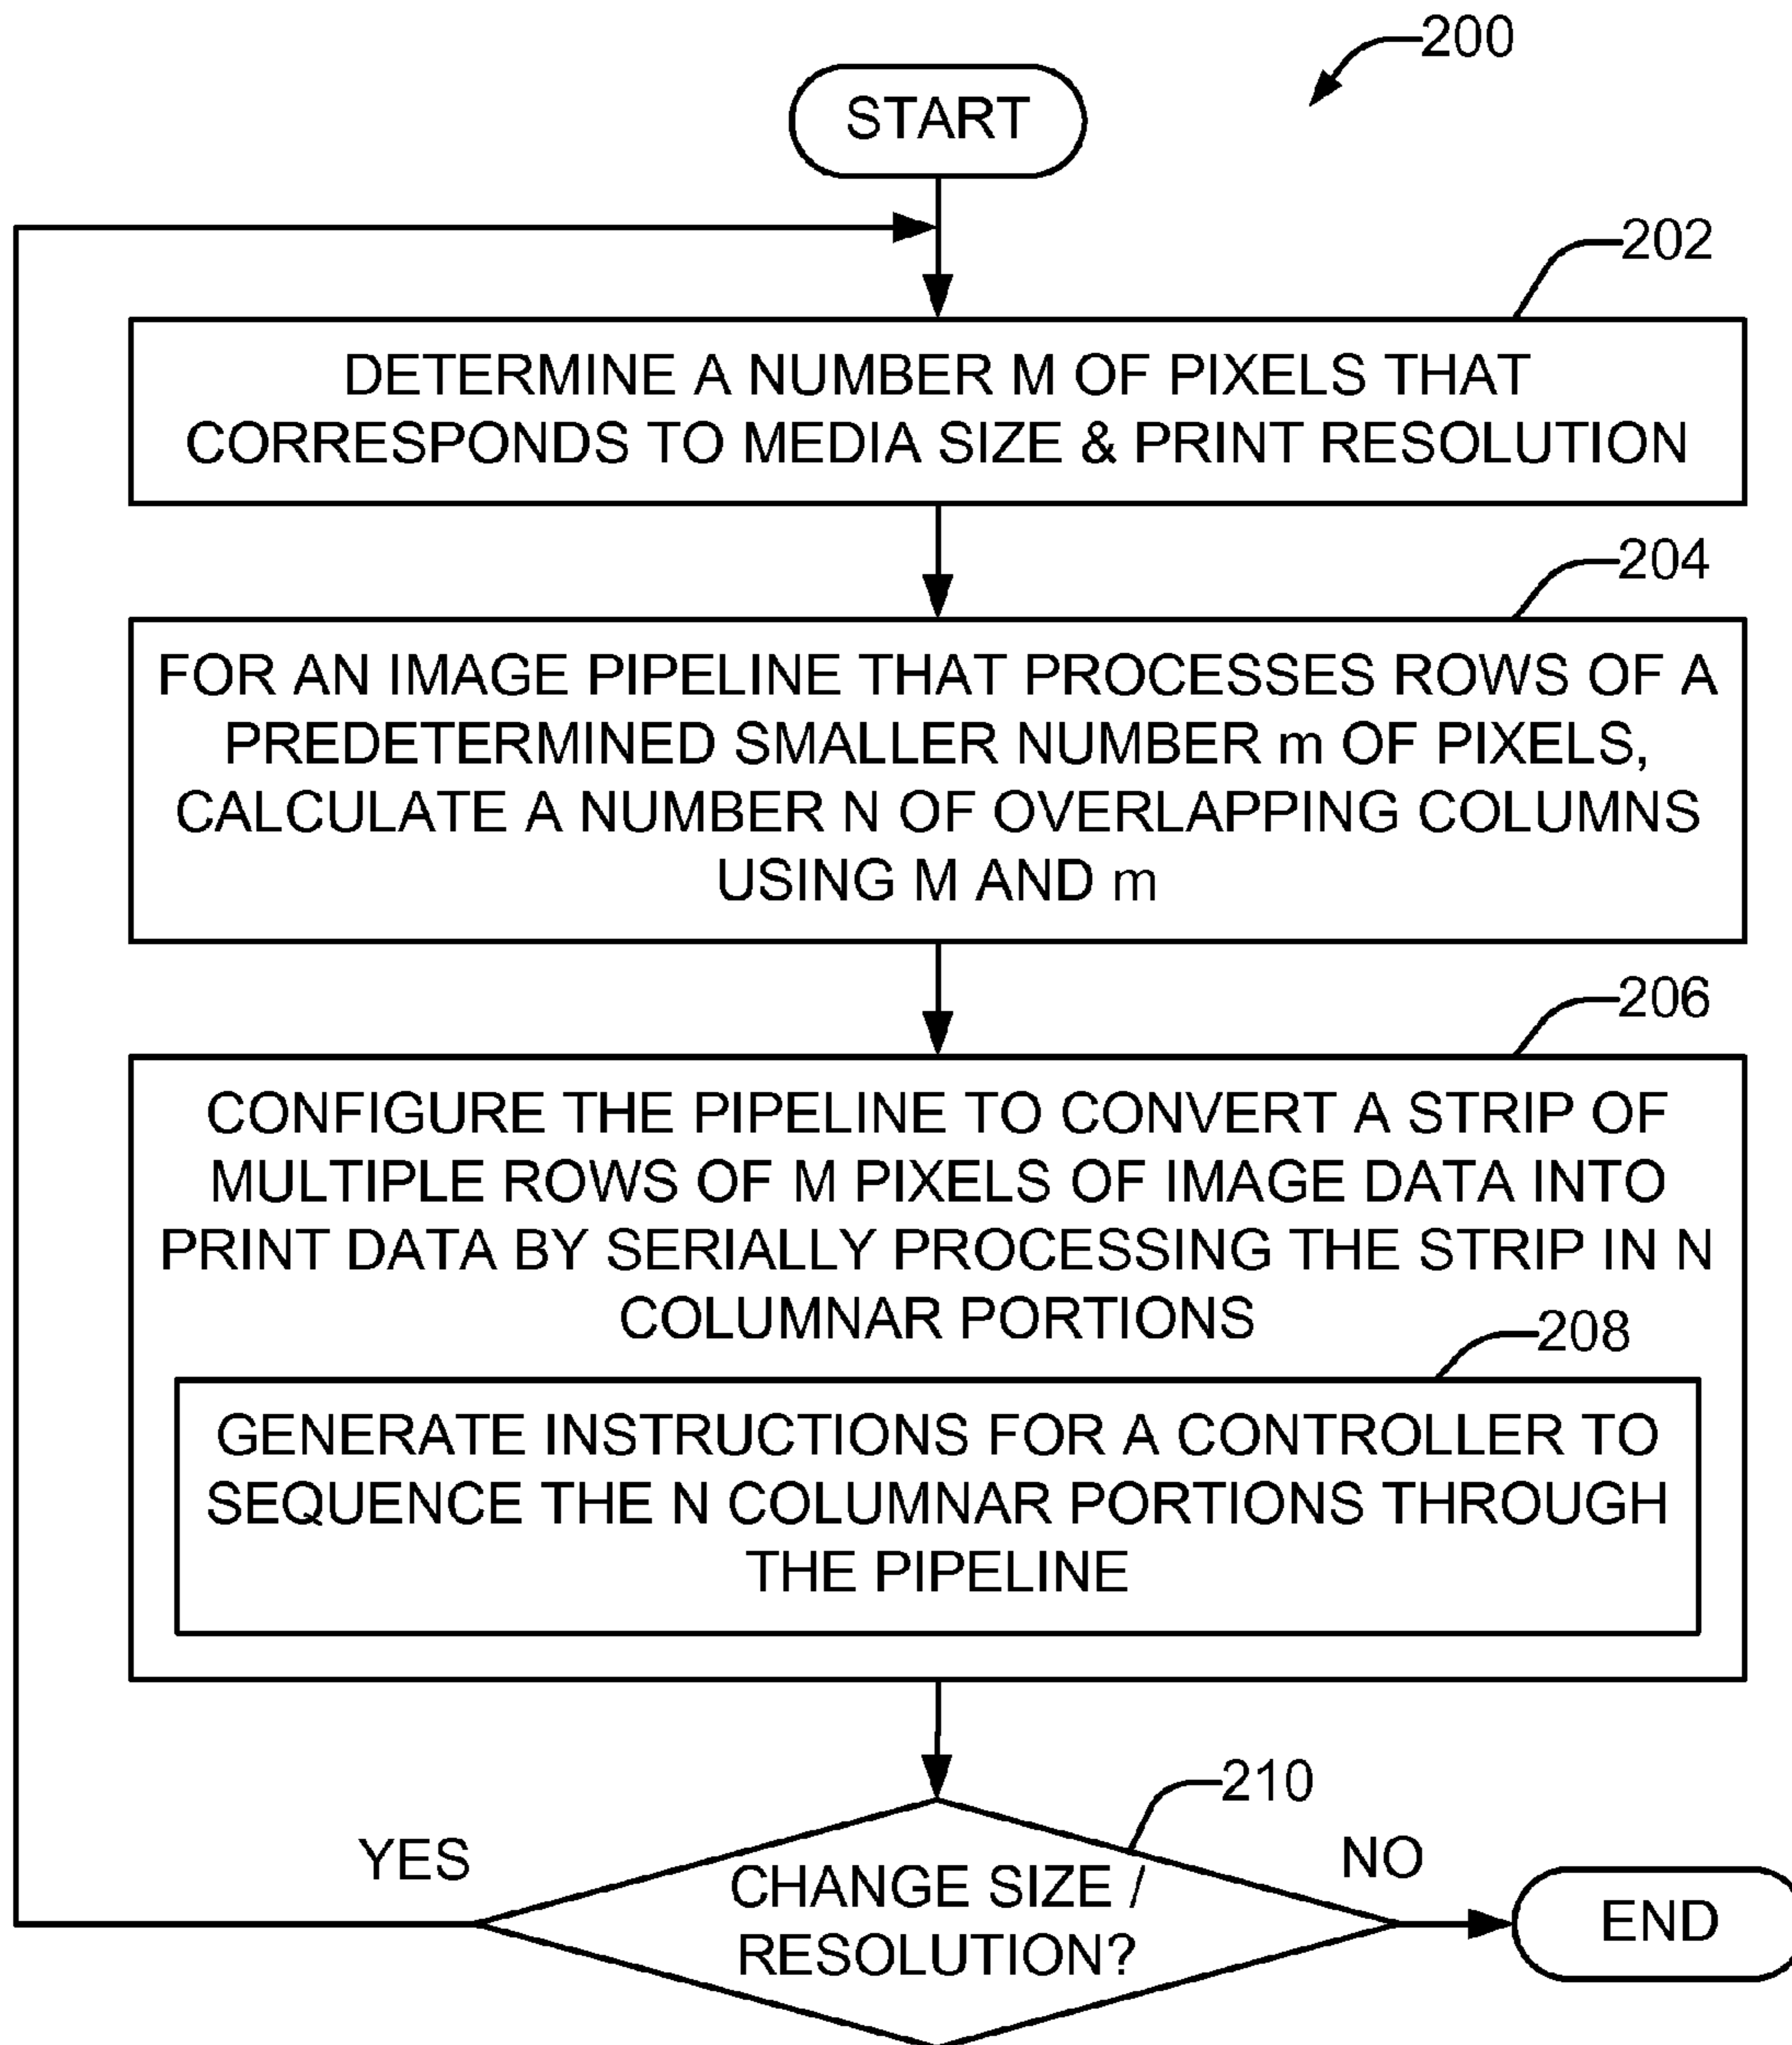 200
START
202
DETERMINE A NUMBER M OF PIXELS THAT
CORRESPONDS TO MEDIA SIZE & PRINT RESOLUTION
204
FOR AN IMAGE PIPELINE THAT PROCESSES ROWS OF A
PREDETERMINED SMALLER NUMBER m OF PIXELS,
CALCULATE A NUMBER N OF OVERLAPPING COLUMNS
USING M AND m
206
CONFIGURE THE PIPELINE TO CONVERT A STRIP OF
MULTIPLE ROWS OF M PIXELS OF IMAGE DATA INTO
PRINT DATA BY SERIALLY PROCESSING THE STRIP IN N
COLUMNAR PORTIONS
208
GENERATE INSTRUCTIONS FOR A CONTROLLER TO
SEQUENCE THE N COLUMNAR PORTIONS THROUGH
THE PIPELINE
210
YES
NO
CHANGE SIZE /
RESOLUTION?
END